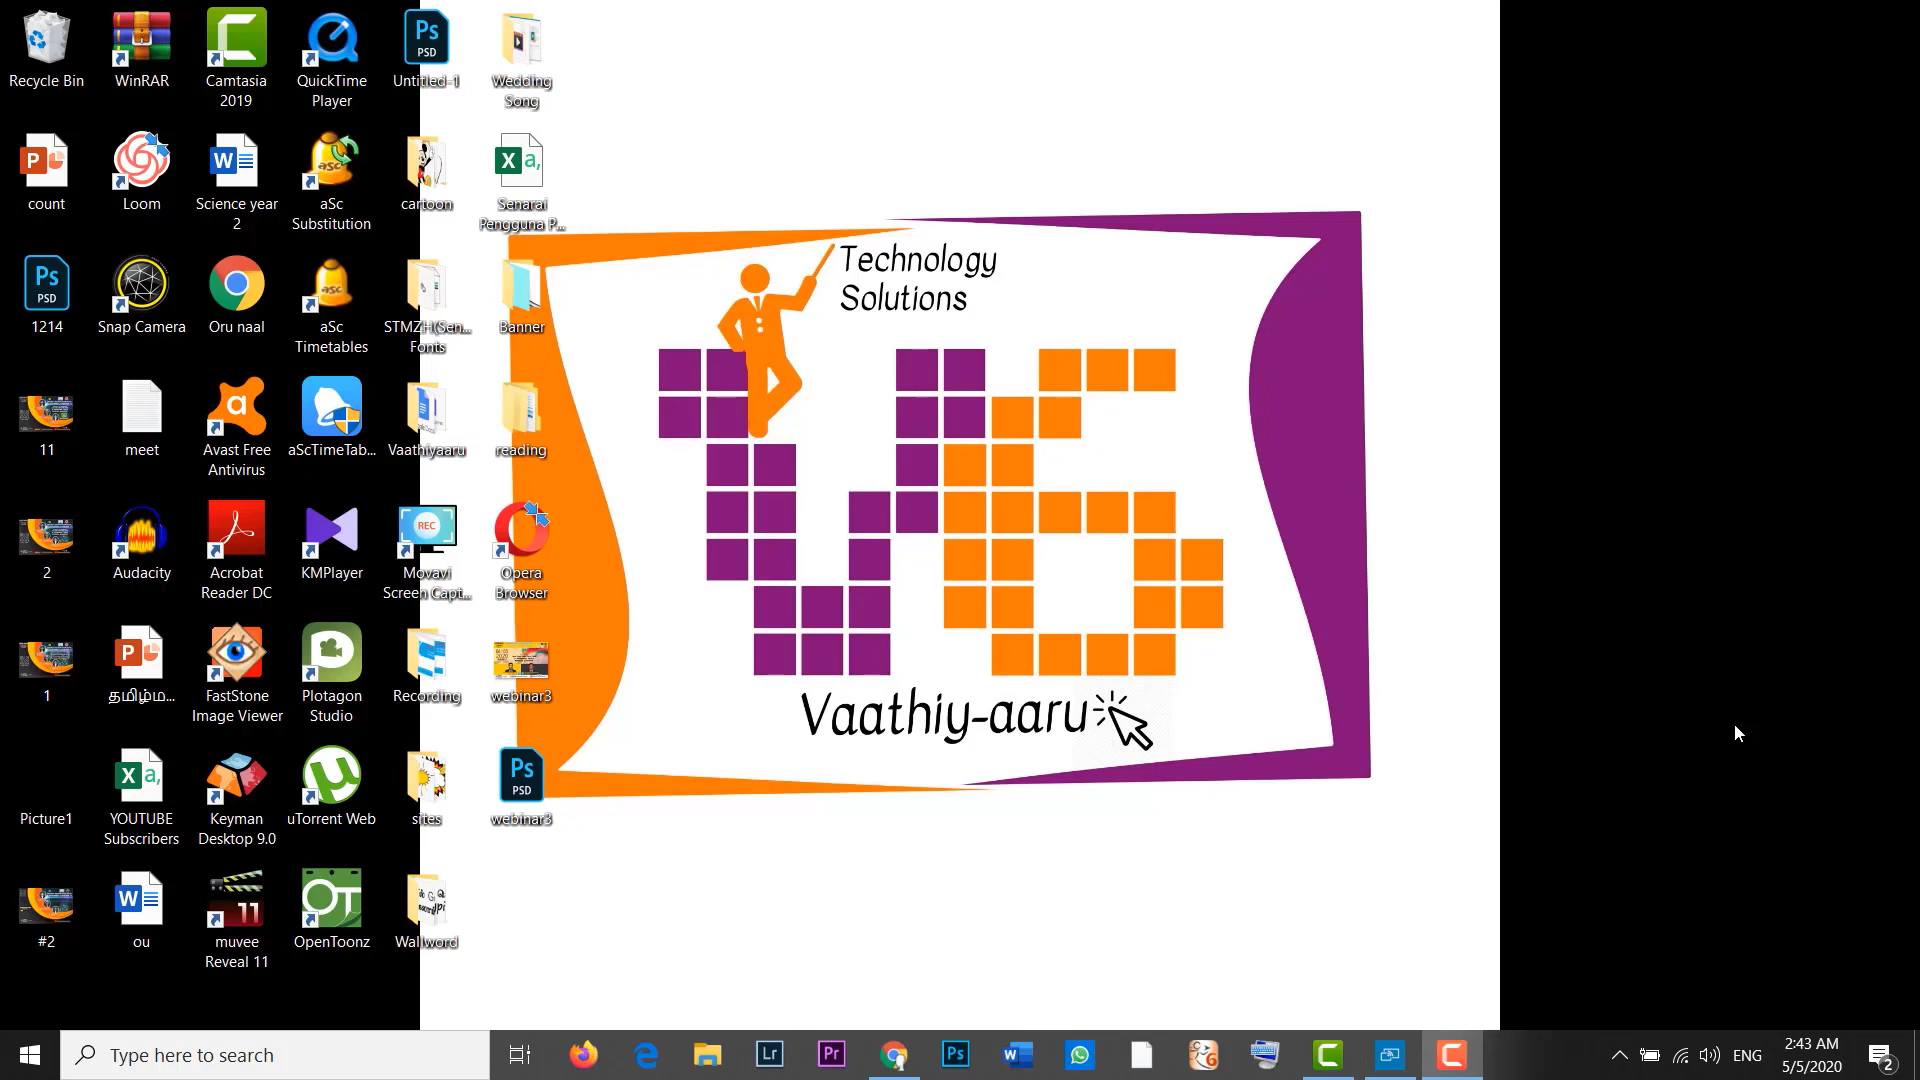 Recycle Bin
WinRAR
Camtasia
2019
QuickTime
Player
Untitled-1
Wedding
Song
count
Loom
Science year
2
aSc
Substitution
cartoon
Senarai
Pengguna P...
1214
Snap Camera
Oru naal
aSc
Timetables
STMZH(Sen...
Fonts
Banner
11
meet
Avast Free
Antivirus
aScTimeTab...
Vaathiyaaru
reading
2
Audacity
Acrobat
Reader DC
KMPlayer
Movavi
Screen Capt...
Opera
Browser
1
தமிழ்ம...
FastStone
Image Viewer
Plotagon
Studio
Recording
webinar3
Picture1
YOUTUBE
Subscribers
Keyman
Desktop 9.0
uTorrent Web
sites
webinar3
#2
ou
muvee
Reveal 11
OpenToonz
Wallword
Technology
Solutions
Vaathiy-aaru
Type here to search
ENG
2:43 AM
5/5/2020
2